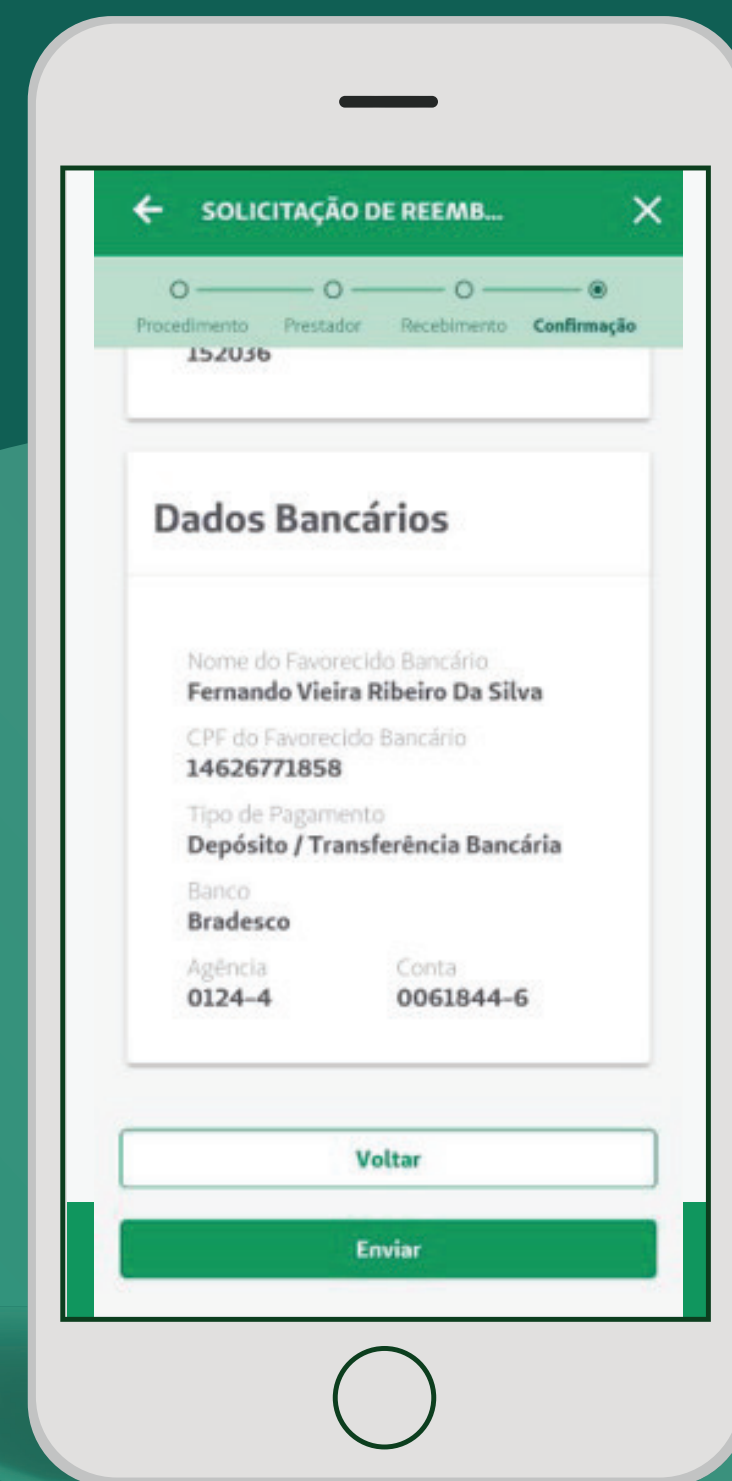 SOLICITAÇÃO DE REEMB...
Procedimento Prestador Recebimento Confirmação
152036
Dados Bancários
Nome do Favorecido Bancário
Fernando Vieira Ribeiro Da Silva
CPF do Favorecido Bancário
14626771858
Tipo de Pagamento
Depósito / Transferência Bancária
Banco
Bradesco
Agência Conta
0124-4 0061844-6
Voltar
Enviar